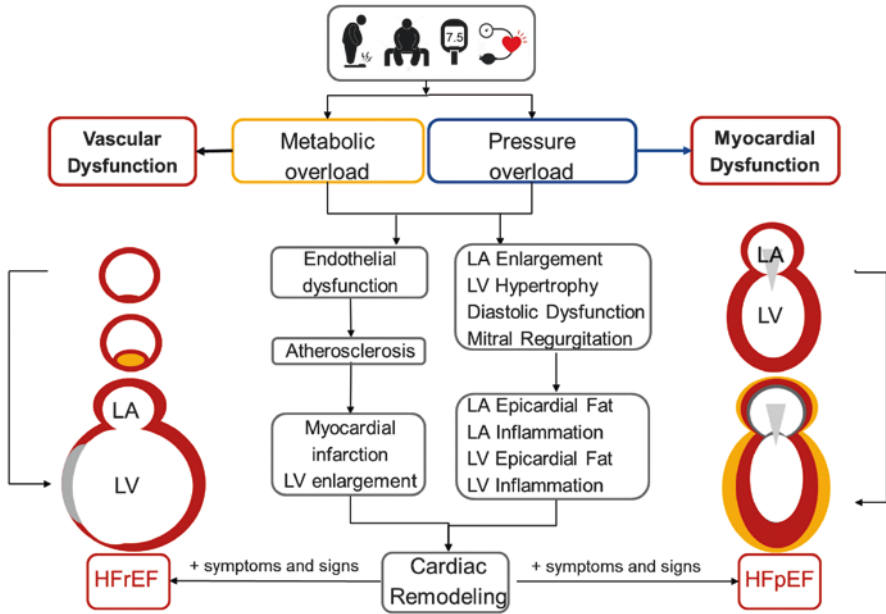 7.5
Vascular
Dysfunction
Metabolic
overload
Pressure
overload
Myocardial
Dysfunction
Endothelial
dysfunction
LA Enlargement
LV Hypertrophy
Diastolic Dysfunction
Mitral Regurgitation
LA
LV
Atherosclerosis
LA
LV
Myocardial
infarction
LV enlargement
LA Epicardial Fat
LA Inflammation
LV Epicardial Fat
LV Inflammation
HFrEF
+ symptoms and signs
Cardiac
Remodeling
+ symptoms and signs
HFpEF